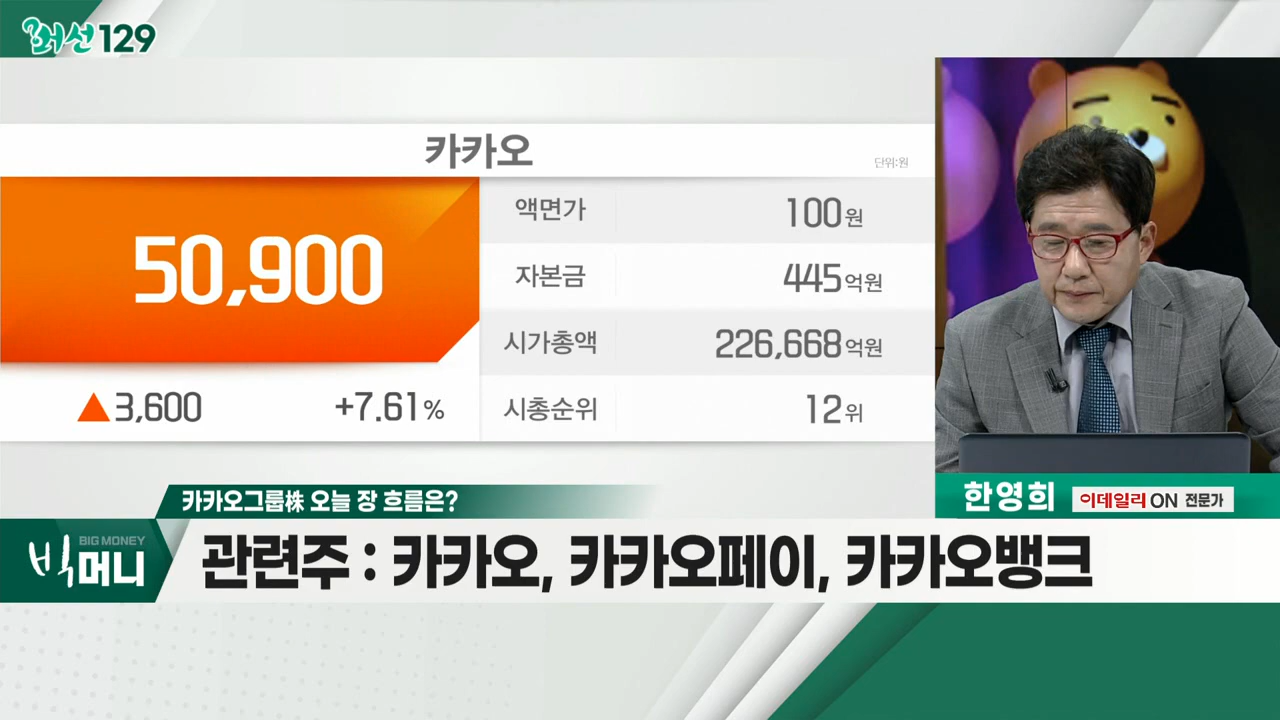 최선129
카카오
단위:원
50,900
▲3,600 +7.61%
액면가 100원
자본금 445억원
시가총액 226,668억원
시총순위 12위
한영희 이데일리ON 전문가
카카오그룹株 오늘 장 흐름은?
BIG MONEY
빅머니
관련주 : 카카오, 카카오페이, 카카오뱅크